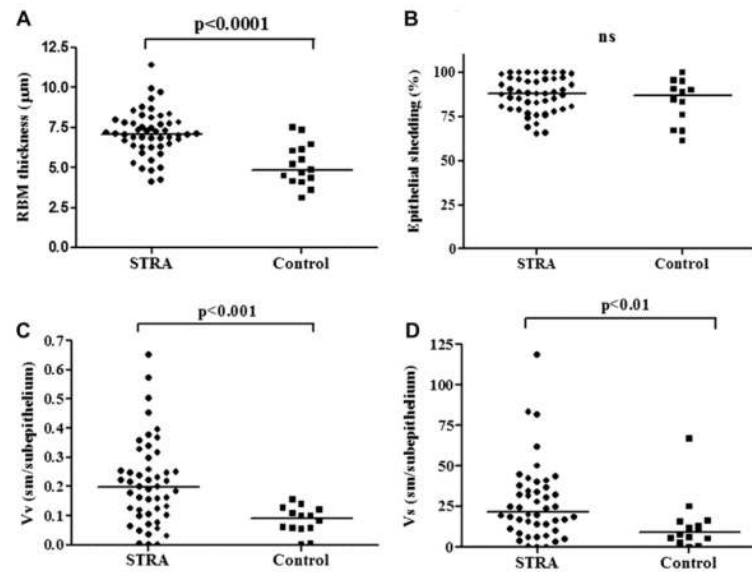 A
p<0.0001
RBM thickness (µm)
12.5
10.0
7.5
5.0
2.5
0.0
STRA
Control
B
ns
Epithelial shedding (%)
100
75
50
25
0
STRA
Control
C
p<0.001
Vv (sm/subepithelium)
0.7
0.6
0.5
0.4
0.3
0.2
0.1
0.0
STRA
Control
D
p<0.01
Vs (sm/subepithelium)
125
100
75
50
25
0
STRA
Control